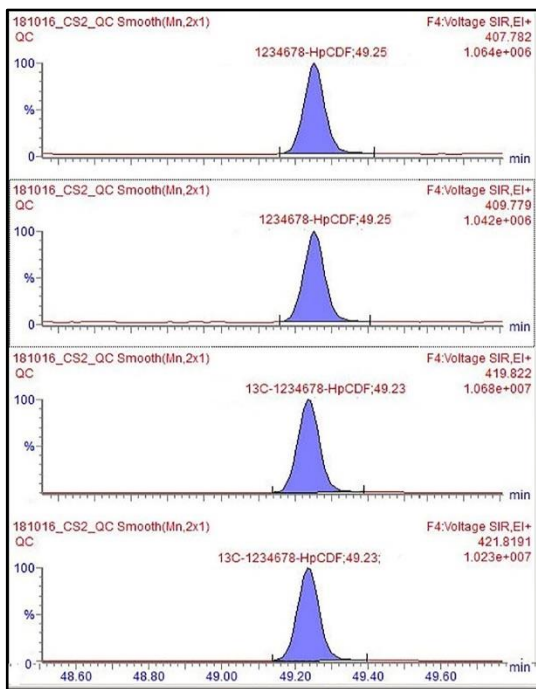 181016_CS2_QC Smooth(Mn,2x1) F4:Voltage SIR,EI+
QC 407.782
1234678-HpCDF;49.25 1.064e+006
100
%
0 min
181016_CS2_QC Smooth(Mn,2x1) F4:Voltage SIR,EI+
QC 409.779
1234678-HpCDF;49.25 1.042e+006
100
%
0 min
181016_CS2_QC Smooth(Mn,2x1) F4:Voltage SIR,EI+
QC 419.822
13C-1234678-HpCDF;49.23 1.068e+007
100
%
min
181016_CS2_QC Smooth(Mn,2x1) F4:Voltage SIR,EI+
QC 421.8191
13C-1234678-HpCDF;49.23; 1.023e+007
100
%
0 min
48.60 48.80 49.00 49.20 49.40 49.60